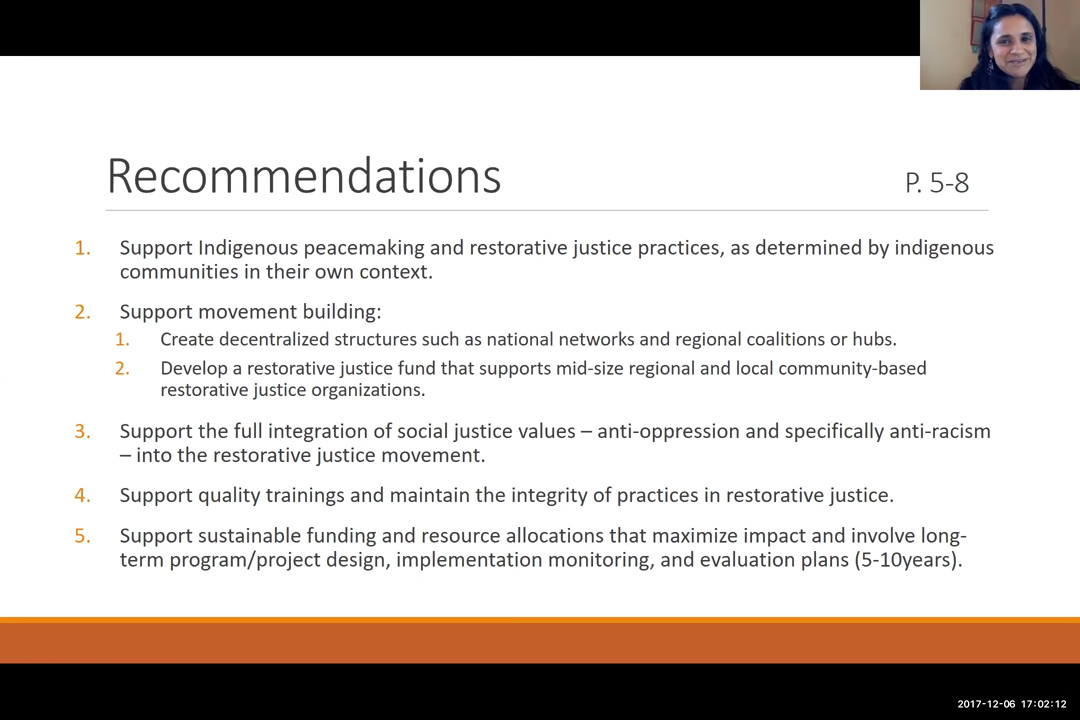 Recommendations
P. 5-8
1. Support Indigenous peacemaking and restorative justice practices, as determined by indigenous
communities in their own context.
2. Support movement building:
1. Create decentralized structures such as national networks and regional coalitions or hubs.
2. Develop a restorative justice fund that supports mid-size regional and local community-based
restorative justice organizations.
3. Support the full integration of social justice values – anti-oppression and specifically anti-racism
– into the restorative justice movement.
4. Support quality trainings and maintain the integrity of practices in restorative justice.
5. Support sustainable funding and resource allocations that maximize impact and involve long-
term program/project design, implementation monitoring, and evaluation plans (5-10years).
2017-12-06 17:02:12